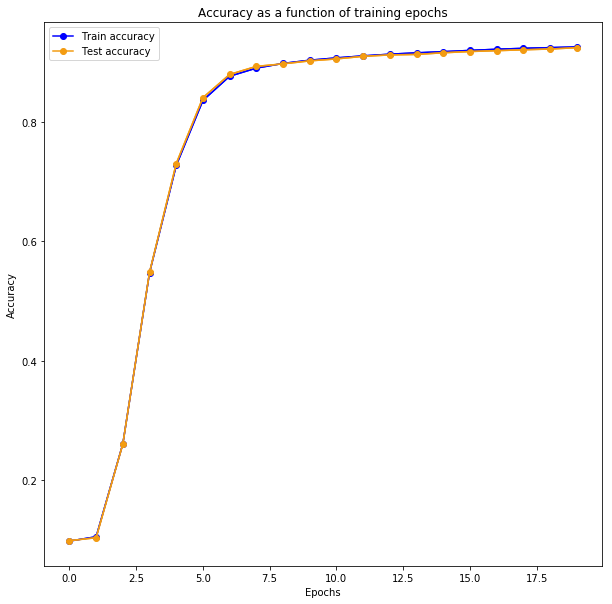 Accuracy as a function of training epochs
Train accuracy
Test accuracy
0.8
0.6
0.4
0.2
Accuracy
0.0 2.5 5.0 7.5 10.0 12.5 15.0 17.5
Epochs